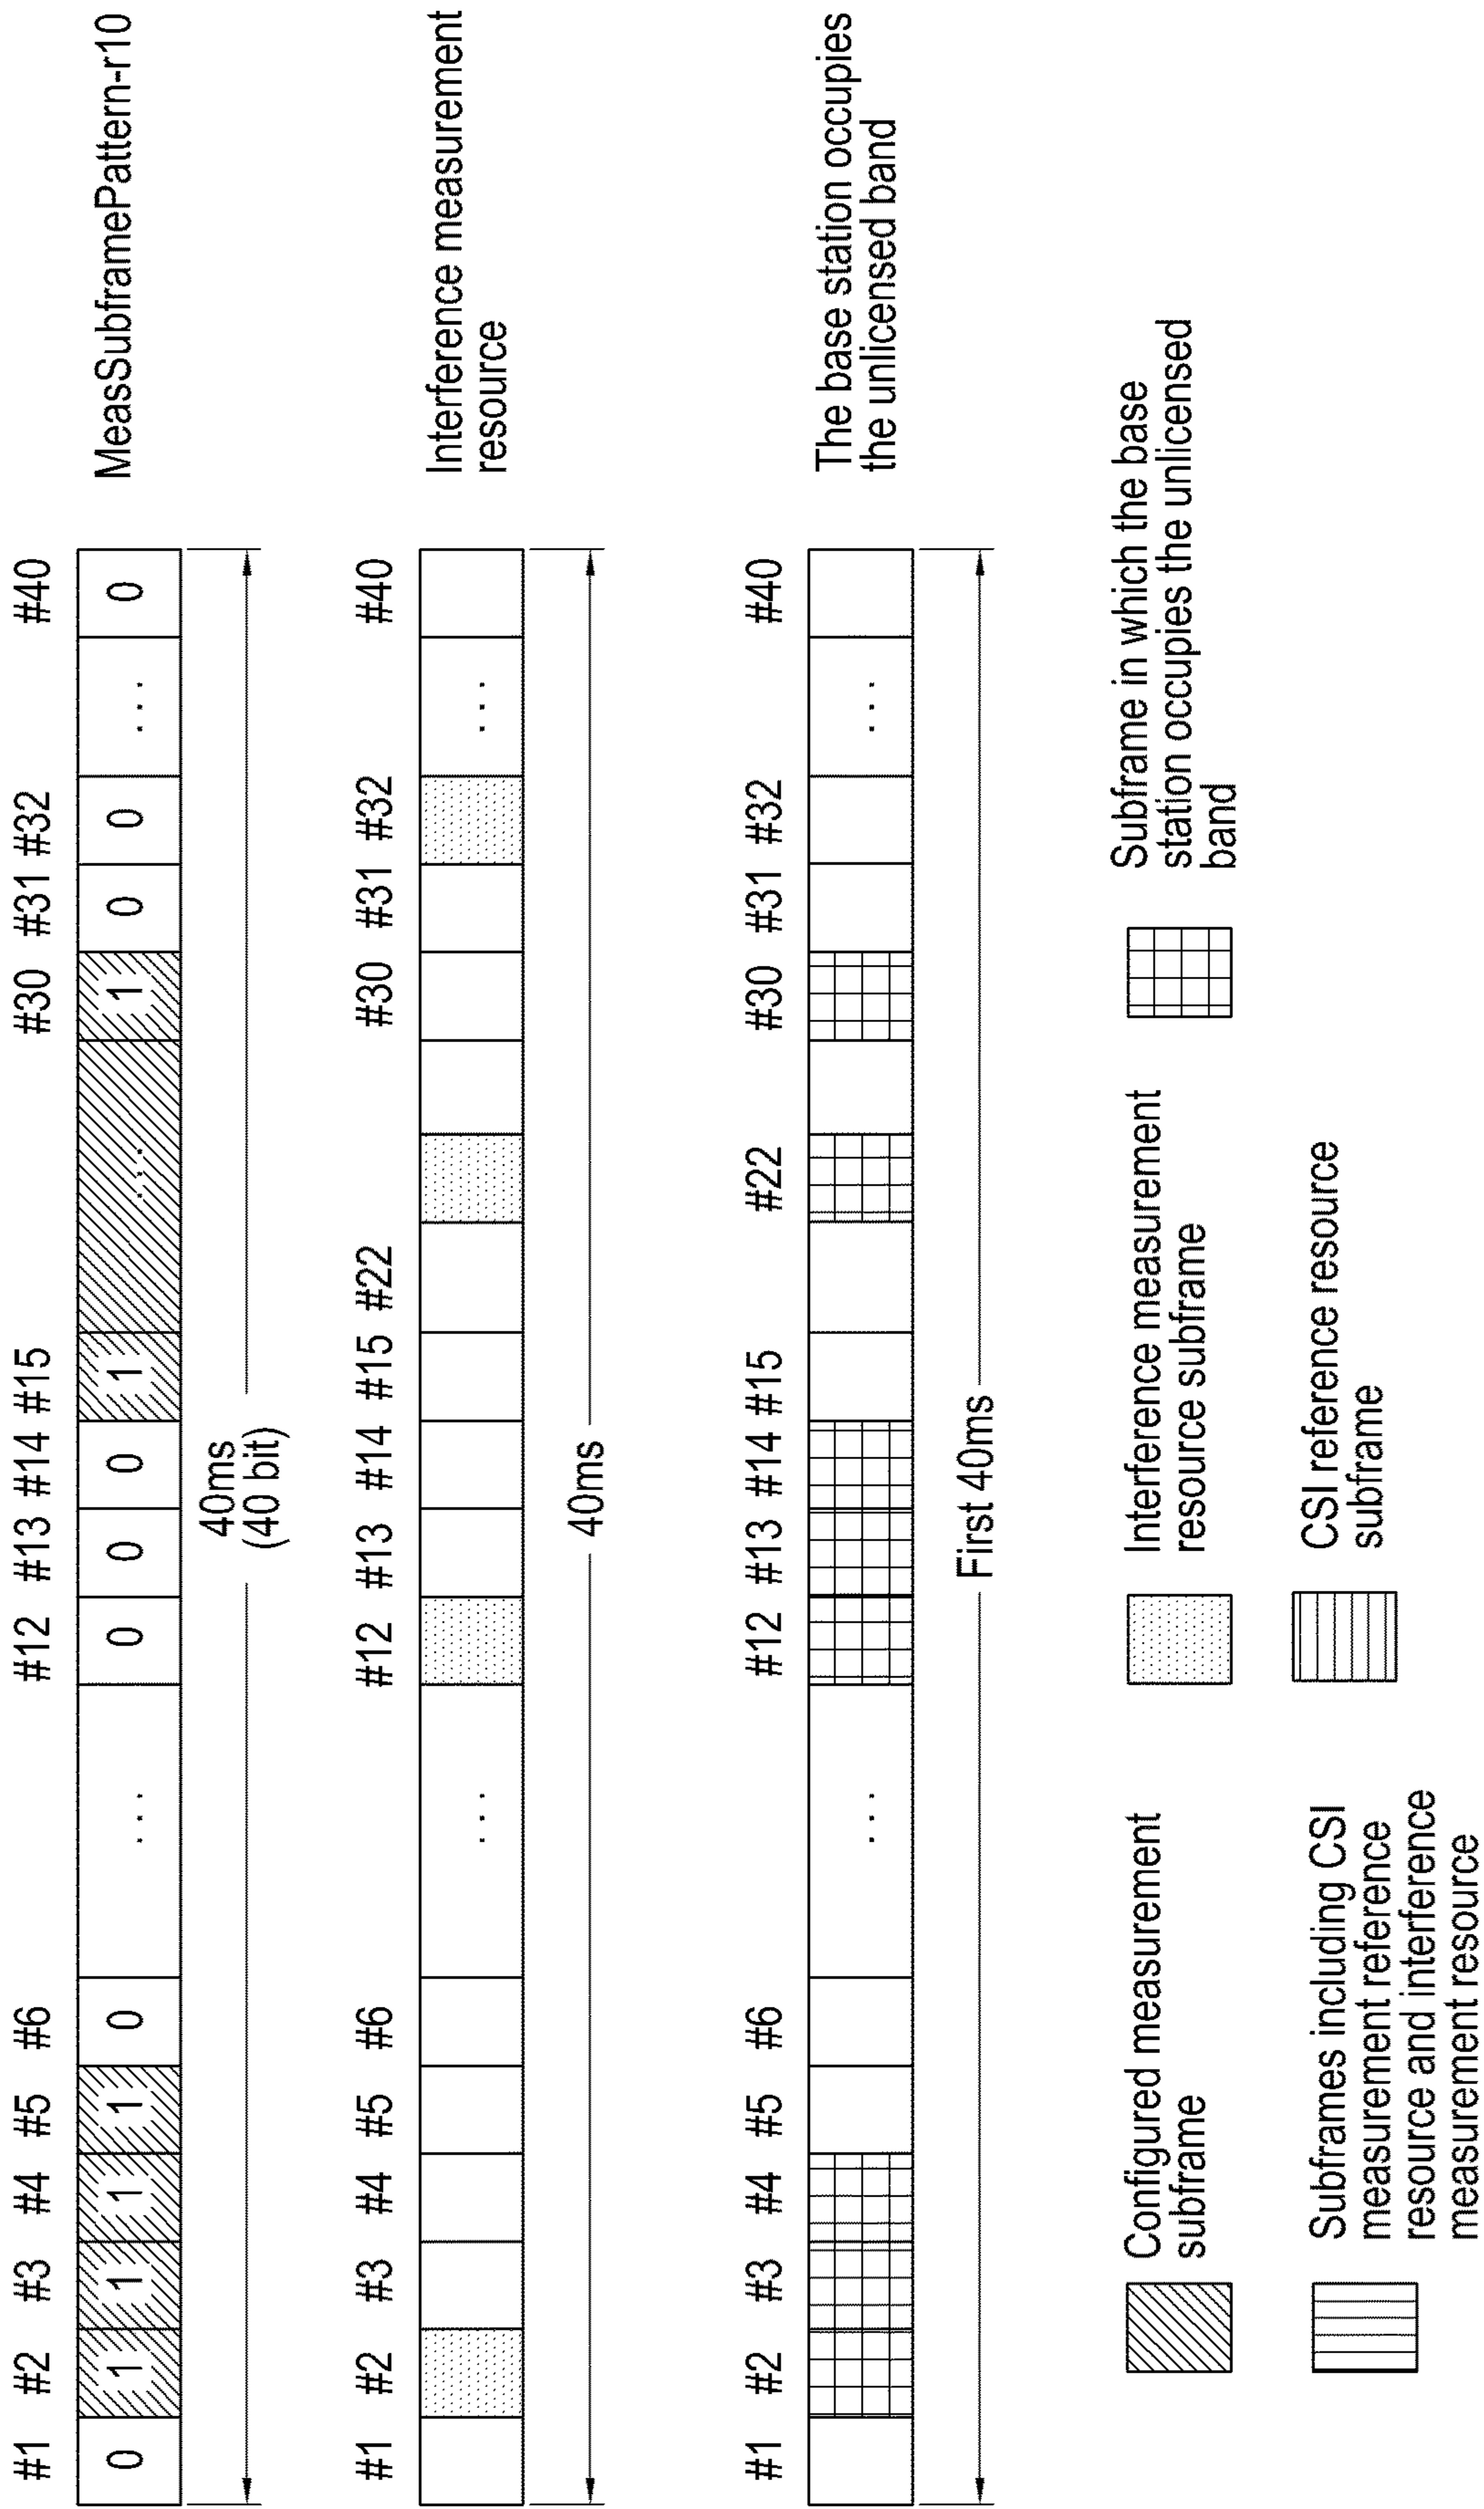 #1 #2 #3 #4 #5 #6 #12 #13 #14 #15 #30 #31 #32 #40
0 1 1 1 1 0 ... 0 0 0 1 ... 1 0 0 ... 0
MeasSubframePattern-r10
40ms
(40 bit)
#1 #2 #3 #4 #5 #6 #12 #13 #14 #15 #22 #30 #31 #32 #40
... ...
Interference measurement
resource
40ms
#1 #2 #3 #4 #5 #6 #12 #13 #14 #15 #22 #30 #31 #32 #40
... ...
The base station occupies
the unlicensed band
First 40ms
Configured measurement
subframe
Interference measurement
resource subframe
Subframe in which the base
station occupies the unlicensed
band
Subframes including CSI
measurement reference
resource and interference
measurement resource
CSI reference resource
subframe